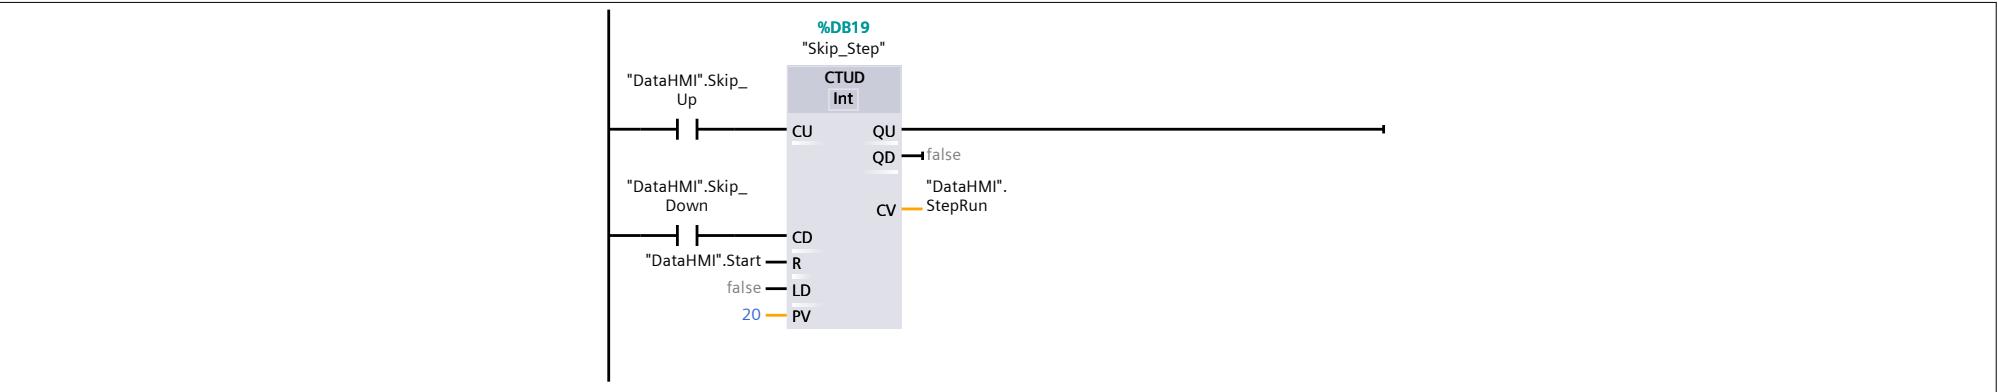 %DB19
"Skip_Step"
"DataHMI".Skip_
Up
CTUD
Int
CU
QU
QD
false
"DataHMI".Skip_
Down
"DataHMI".
StepRun
CV
CD
"DataHMI".Start
R
false
LD
20
PV